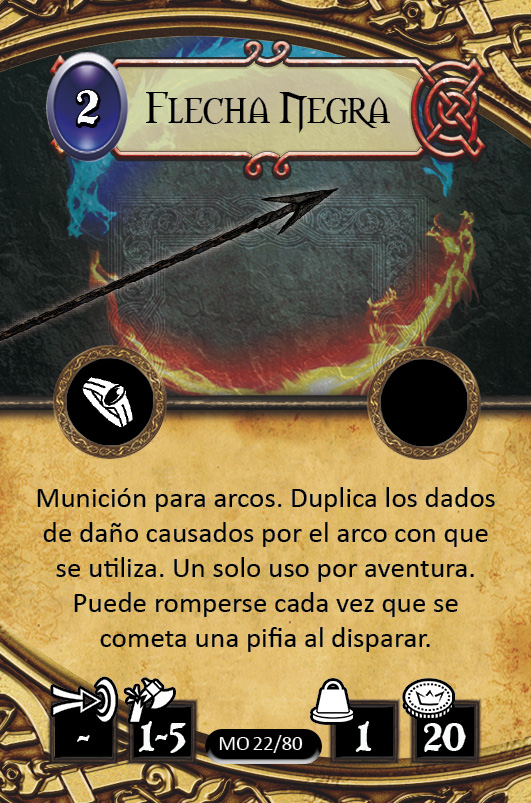 2
Flecha Negra
Munición para arcos. Duplica los dados
de daño causados por el arco con que
se utiliza. Un solo uso por aventura.
Puede romperse cada vez que se
cometa una pifia al disparar.
- 1-5 MO 22/80 1 20